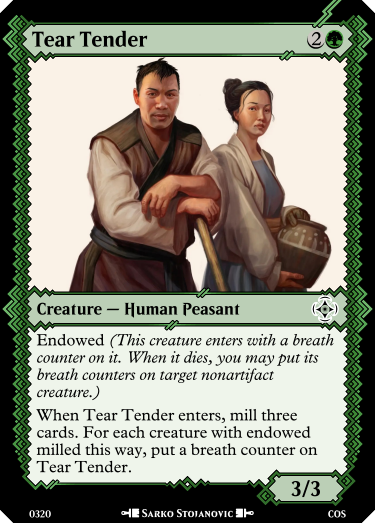 Tear Tender 2
Creature — Human Peasant
Endowed (This creature enters with a breath
counter on it. When it dies, you may put its
breath counters on target nonartifact
creature.)
When Tear Tender enters, mill three
cards. For each creature with endowed
milled this way, put a breath counter on
Tear Tender.
3/3
0320 Sarko Stojanovic COS